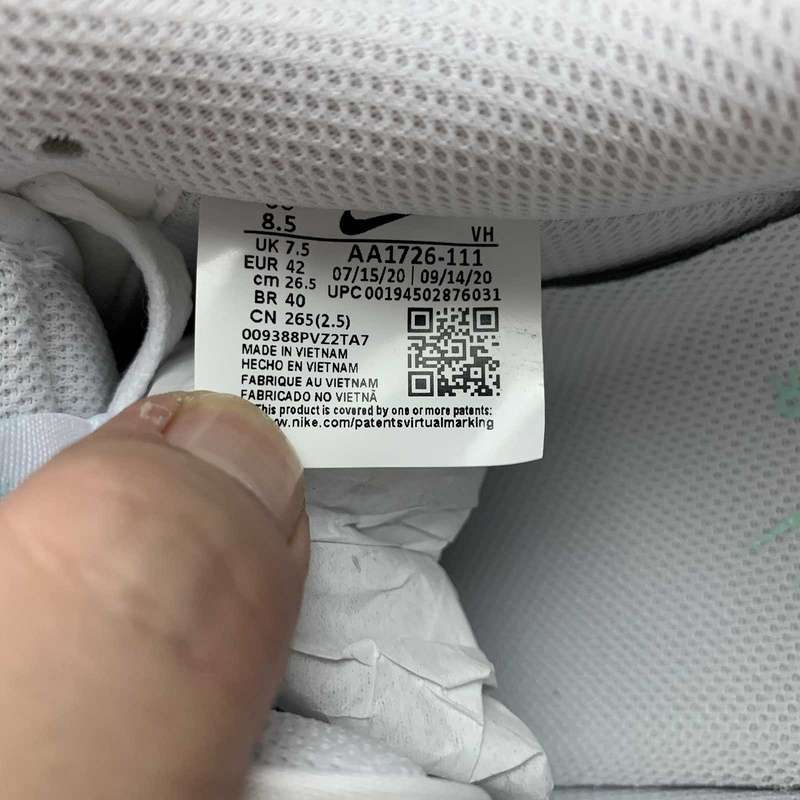 8.5
VH
UK 7.5
AA1726-111
EUR 42
07/15/20 | 09/14/20
cm 26.5
UPC 00194502876031
BR 40
CN 265(2.5)
009388PVZ2TA7
MADE IN VIETNAM
HECHO EN VIETNAM
FABRIQUE AU VIETNAM
FABRICADO NO VIETNÃ
This product is covered by one or more patents:
www.nike.com/patentsvirtualmarking